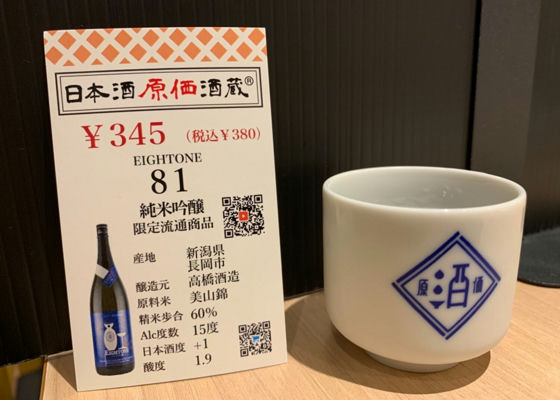 日本酒原価酒蔵®
￥345 （税込￥380）
EIGHTONE
81
純米吟醸
限定流通商品
産地 新潟県
長岡市
醸造元 高橋酒造
原料米 美山錦
精米歩合 60%
Alc度数 15度
日本酒度 +1
酸度 1.9
EIGHTONE
原酒価